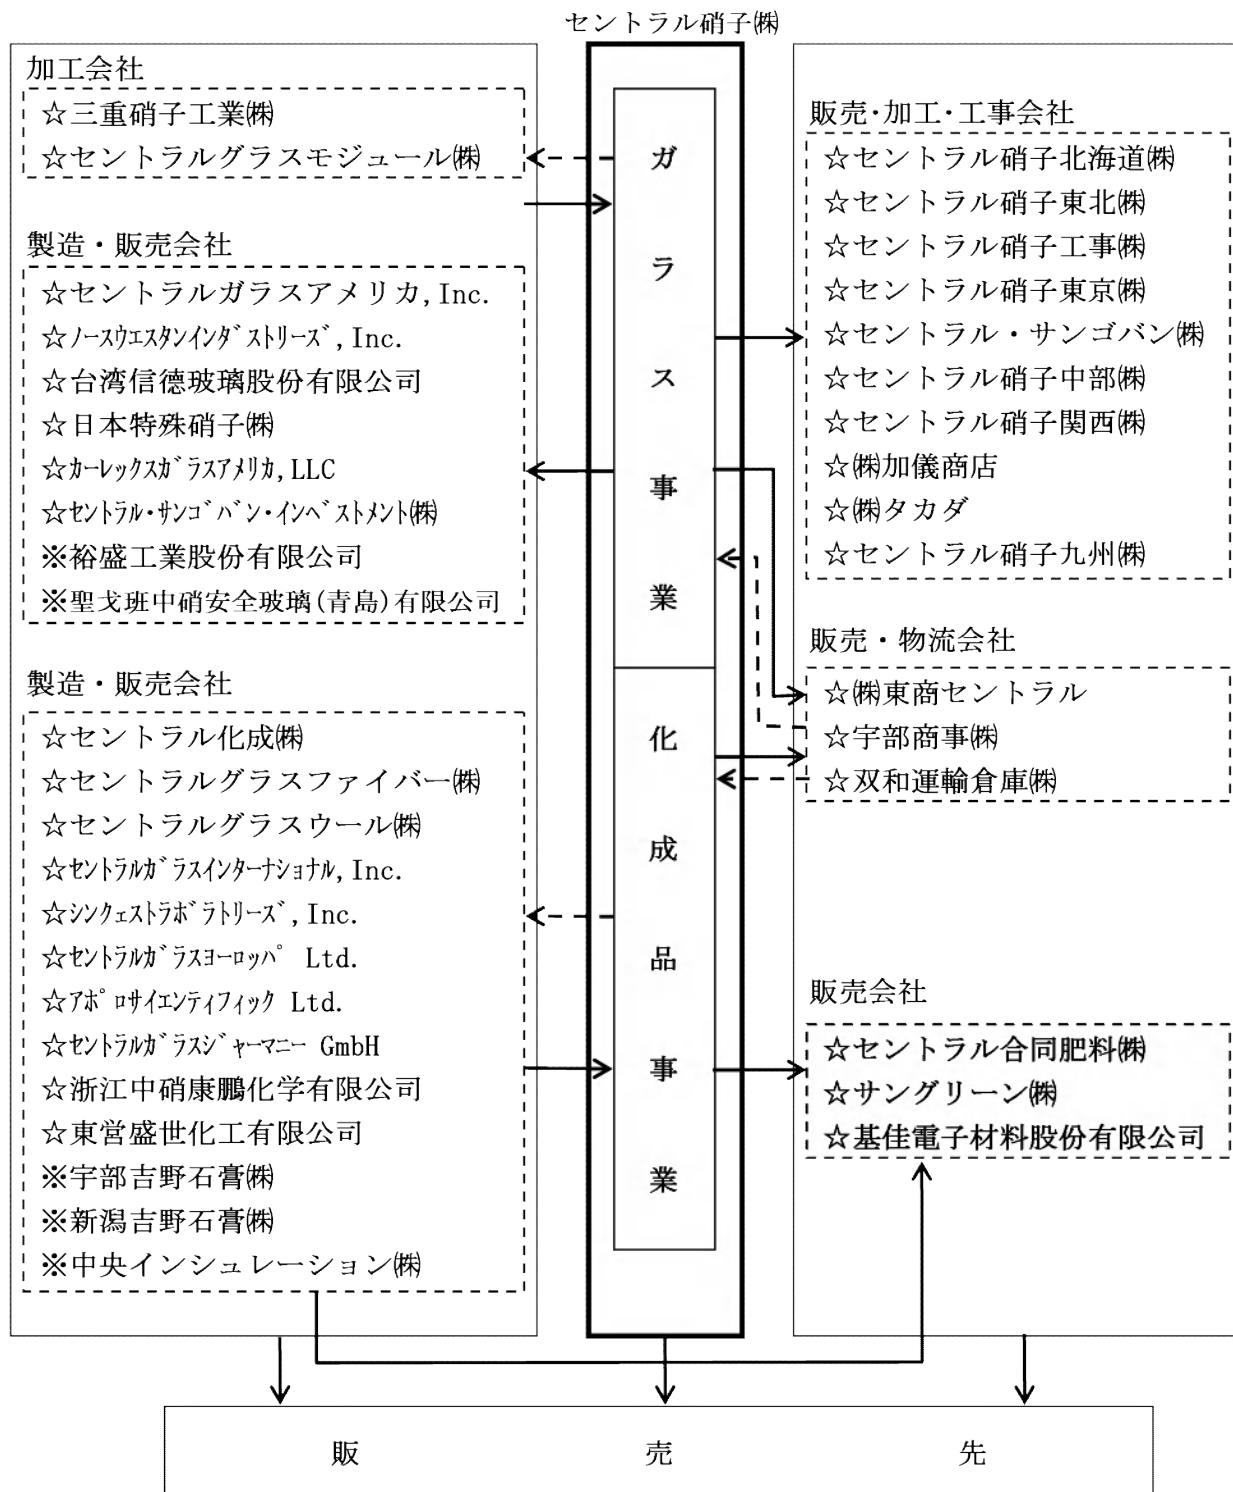 セントラル硝子㈱
加工会社
☆三重硝子工業㈱
☆セントラルグラスモジュール㈱
製造・販売会社
☆セントラルガラスアメリカ,Inc.
☆ﾉｰｽｳｴｽﾀﾝｲﾝﾀﾞｽﾄﾘｰｽﾞ,Inc.
☆台湾信德玻璃股份有限公司
☆日本特殊硝子㈱
☆ｶｰﾚｯｸｽｶﾞﾗｽｱﾒﾘｶ,LLC
☆ｾﾝﾄﾗﾙ･ｻﾝｺﾞﾊﾞﾝ･ｲﾝﾍﾞｽﾄﾒﾝﾄ㈱
※裕盛工業股份有限公司
※聖戈班中硝安全玻璃(青島)有限公司
製造・販売会社
☆セントラル化成㈱
☆セントラルグラスファイバー㈱
☆セントラルグラスウール㈱
☆ｾﾝﾄﾗﾙｶﾞﾗｽｲﾝﾀｰﾅｼｮﾅﾙ,Inc.
☆ｼﾝｸｪｽﾄﾗﾎﾞﾗﾄﾘｰｽﾞ,Inc.
☆ｾﾝﾄﾗﾙｶﾞﾗｽﾖｰﾛｯﾊﾟ Ltd.
☆ｱﾎﾟﾛｻｲｴﾝﾃｨﾌｨｯｸ Ltd.
☆ｾﾝﾄﾗﾙｶﾞﾗｽｼﾞｬｰﾏﾆｰ GmbH
☆浙江中硝康鵬化学有限公司
☆東営盛世化工有限公司
※宇部吉野石膏㈱
※新潟吉野石膏㈱
※中央インシュレーション㈱
ガラス事業
化成品事業
販売・加工・工事会社
☆セントラル硝子北海道㈱
☆セントラル硝子東北㈱
☆セントラル硝子工事㈱
☆セントラル硝子東京㈱
☆セントラル・サンゴバン㈱
☆セントラル硝子中部㈱
☆セントラル硝子関西㈱
☆㈱加儀商店
☆㈱タカダ
☆セントラル硝子九州㈱
販売・物流会社
☆㈱東商セントラル
☆宇部商事㈱
☆双和運輸倉庫㈱
販売会社
☆セントラル合同肥料㈱
☆サングリーン㈱
☆基佳電子材料股份有限公司
販売先